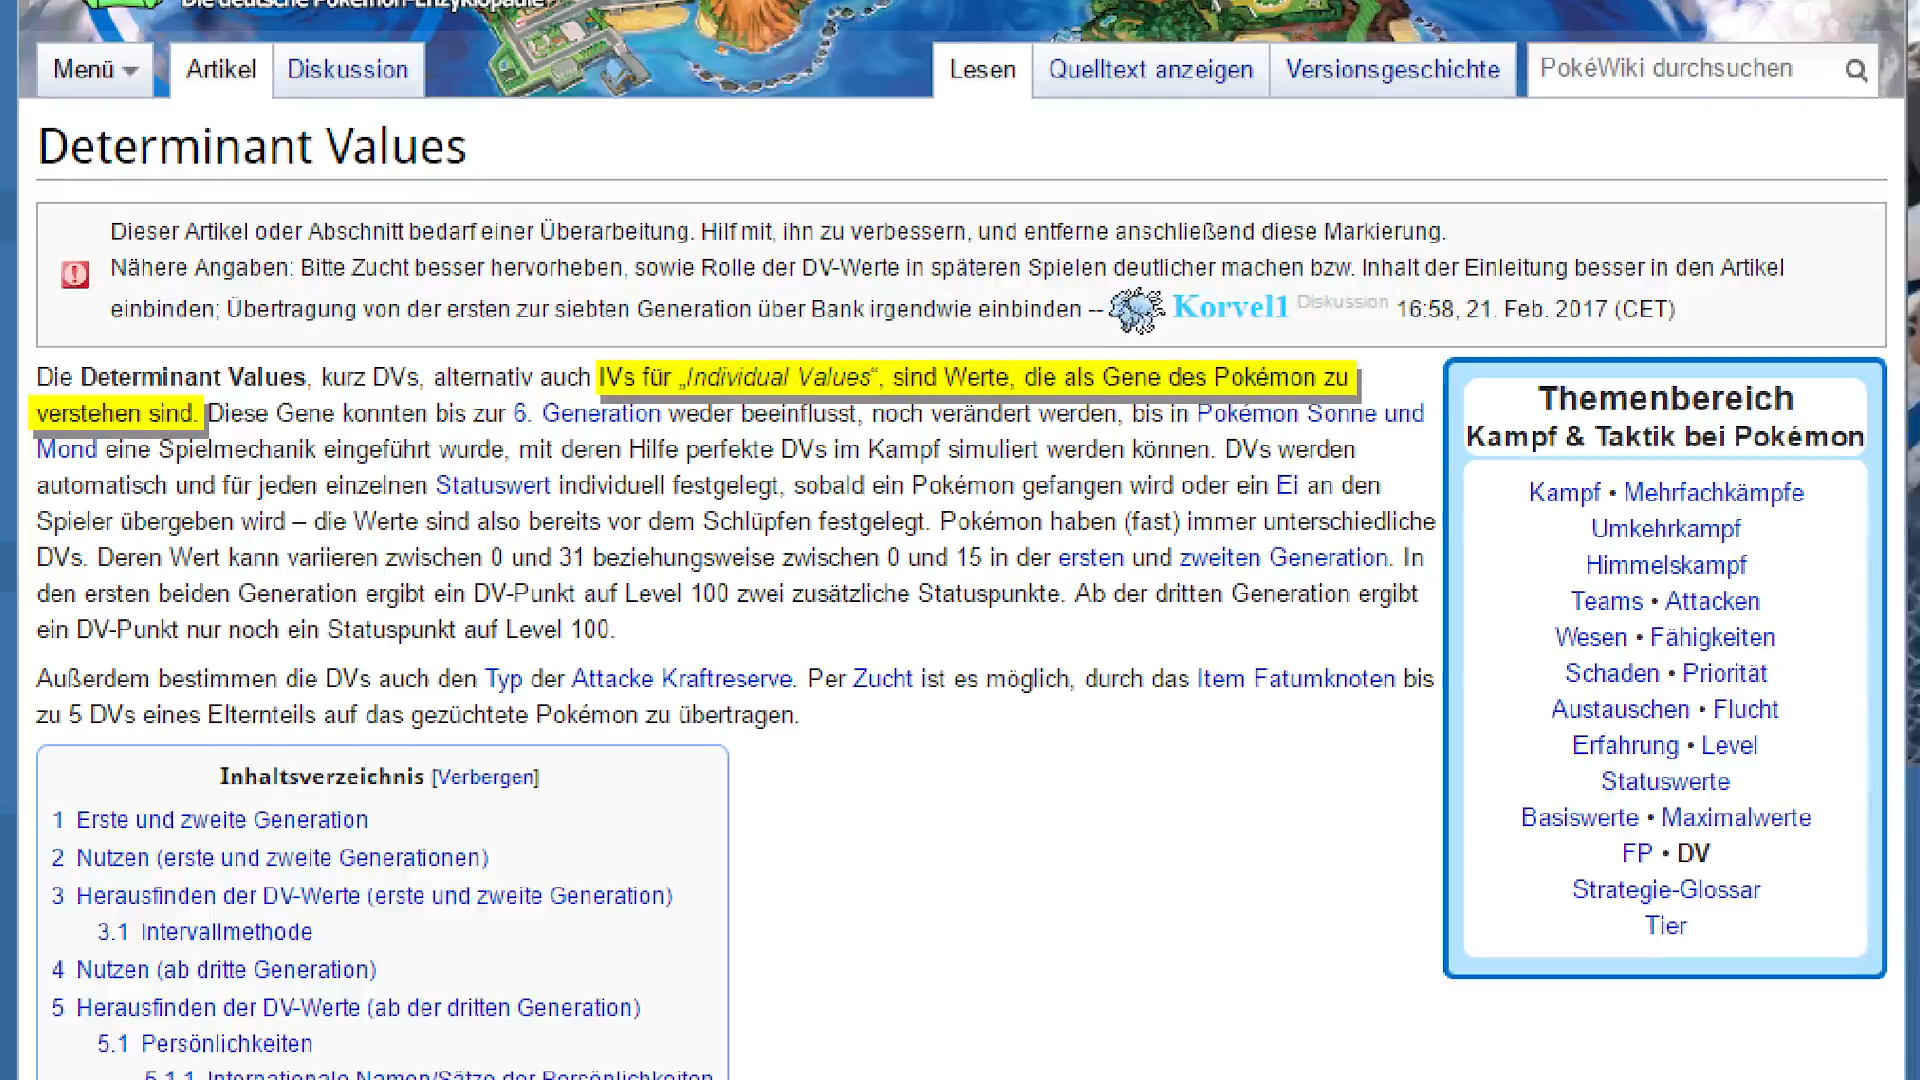 Die deutsche Pokémon-Enzyklopädie
Menü
Artikel
Diskussion
Lesen
Quelltext anzeigen
Versionsgeschichte
PokéWiki durchsuchen
Determinant Values
Dieser Artikel oder Abschnitt bedarf einer Überarbeitung. Hilf mit, ihn zu verbessern, und entferne anschließend diese Markierung.
Nähere Angaben: Bitte Zucht besser hervorheben, sowie Rolle der DV-Werte in späteren Spielen deutlicher machen bzw. Inhalt der Einleitung besser in den Artikel
einbinden; Übertragung von der ersten zur siebten Generation über Bank irgendwie einbinden -- Korvel1 Diskussion 16:58, 21. Feb. 2017 (CET)
Die Determinant Values, kurz DVs, alternativ auch IVs für „Individual Values“, sind Werte, die als Gene des Pokémon zu
verstehen sind. Diese Gene konnten bis zur 6. Generation weder beeinflusst, noch verändert werden, bis in Pokémon Sonne und
Mond eine Spielmechanik eingeführt wurde, mit deren Hilfe perfekte DVs im Kampf simuliert werden können. DVs werden
automatisch und für jeden einzelnen Statuswert individuell festgelegt, sobald ein Pokémon gefangen wird oder ein Ei an den
Spieler übergeben wird – die Werte sind also bereits vor dem Schlüpfen festgelegt. Pokémon haben (fast) immer unterschiedliche
DVs. Deren Wert kann variieren zwischen 0 und 31 beziehungsweise zwischen 0 und 15 in der ersten und zweiten Generation. In
den ersten beiden Generation ergibt ein DV-Punkt auf Level 100 zwei zusätzliche Statuspunkte. Ab der dritten Generation ergibt
ein DV-Punkt nur noch ein Statuspunkt auf Level 100.
Außerdem bestimmen die DVs auch den Typ der Attacke Kraftreserve. Per Zucht ist es möglich, durch das Item Fatumknoten bis
zu 5 DVs eines Elternteils auf das gezüchtete Pokémon zu übertragen.
Themenbereich
Kampf & Taktik bei Pokémon
Kampf • Mehrfachkämpfe
Umkehrkampf
Himmelskampf
Teams • Attacken
Wesen • Fähigkeiten
Schaden • Priorität
Austauschen • Flucht
Erfahrung • Level
Statuswerte
Basiswerte • Maximalwerte
FP • DV
Strategie-Glossar
Tier
Inhaltsverzeichnis [Verbergen]
1 Erste und zweite Generation
2 Nutzen (erste und zweite Generationen)
3 Herausfinden der DV-Werte (erste und zweite Generation)
3.1 Intervallmethode
4 Nutzen (ab dritte Generation)
5 Herausfinden der DV-Werte (ab der dritten Generation)
5.1 Persönlichkeiten
5.1.1 Internationale Namen/Sätze der Persönlichkeiten